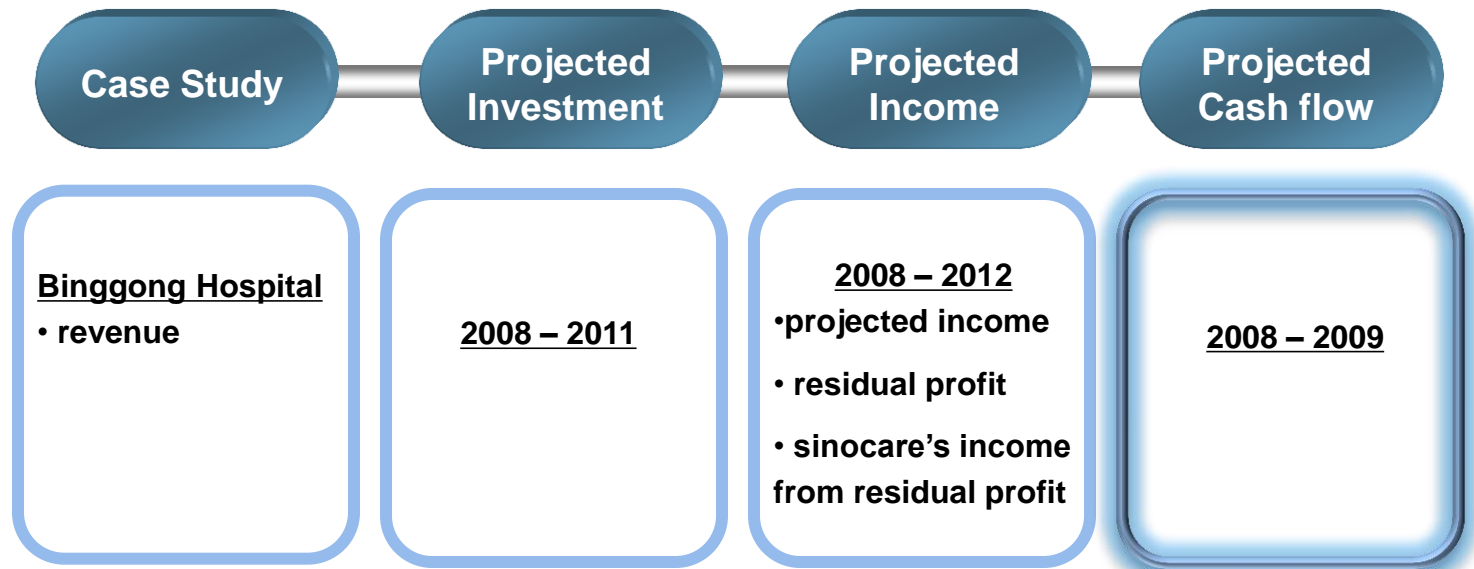 Case Study
Projected
Investment
Projected
Income
Projected
Cash flow
Binggong Hospital
• revenue
2008 – 2011
2008 – 2012
•projected income
• residual profit
• sinocare’s income
from residual profit
2008 – 2009